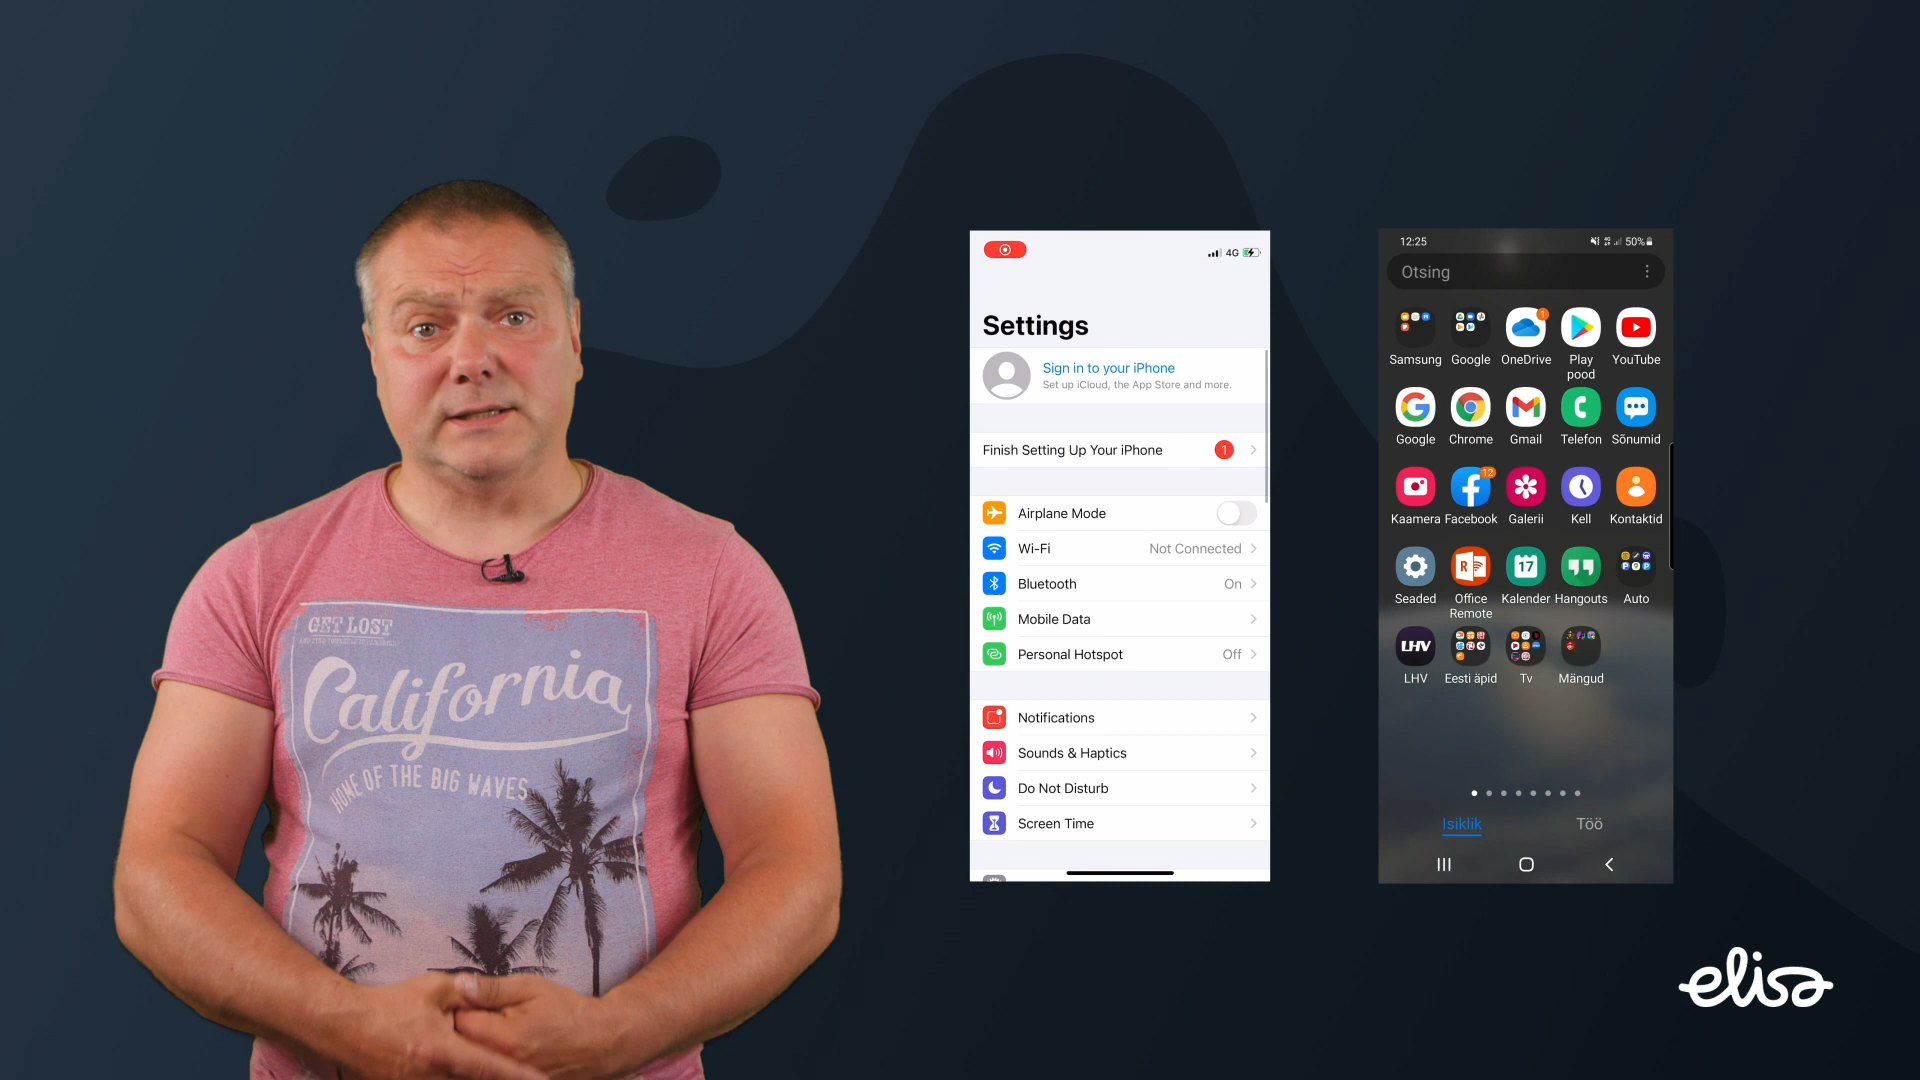 GET LOST
California
HOME OF THE BIG WAVES
4G
Settings
Sign in to your iPhone
Set up iCloud, the App Store and more.
Finish Setting Up Your iPhone 1
Airplane Mode
Wi-Fi Not Connected
Bluetooth On
Mobile Data
Personal Hotspot Off
Notifications
Sounds & Haptics
Do Not Disturb
Screen Time
12:25 50%
Otsing
1
Samsung Google OneDrive Play pood YouTube
Google Chrome Gmail Telefon Sõnumid
12
Kaamera Facebook Galerii Kell Kontaktid
17
Seaded Office Remote Kalender Hangouts Auto
LHV
LHV Eesti äpid Tv Mängud
Isiklik Töö
elisa